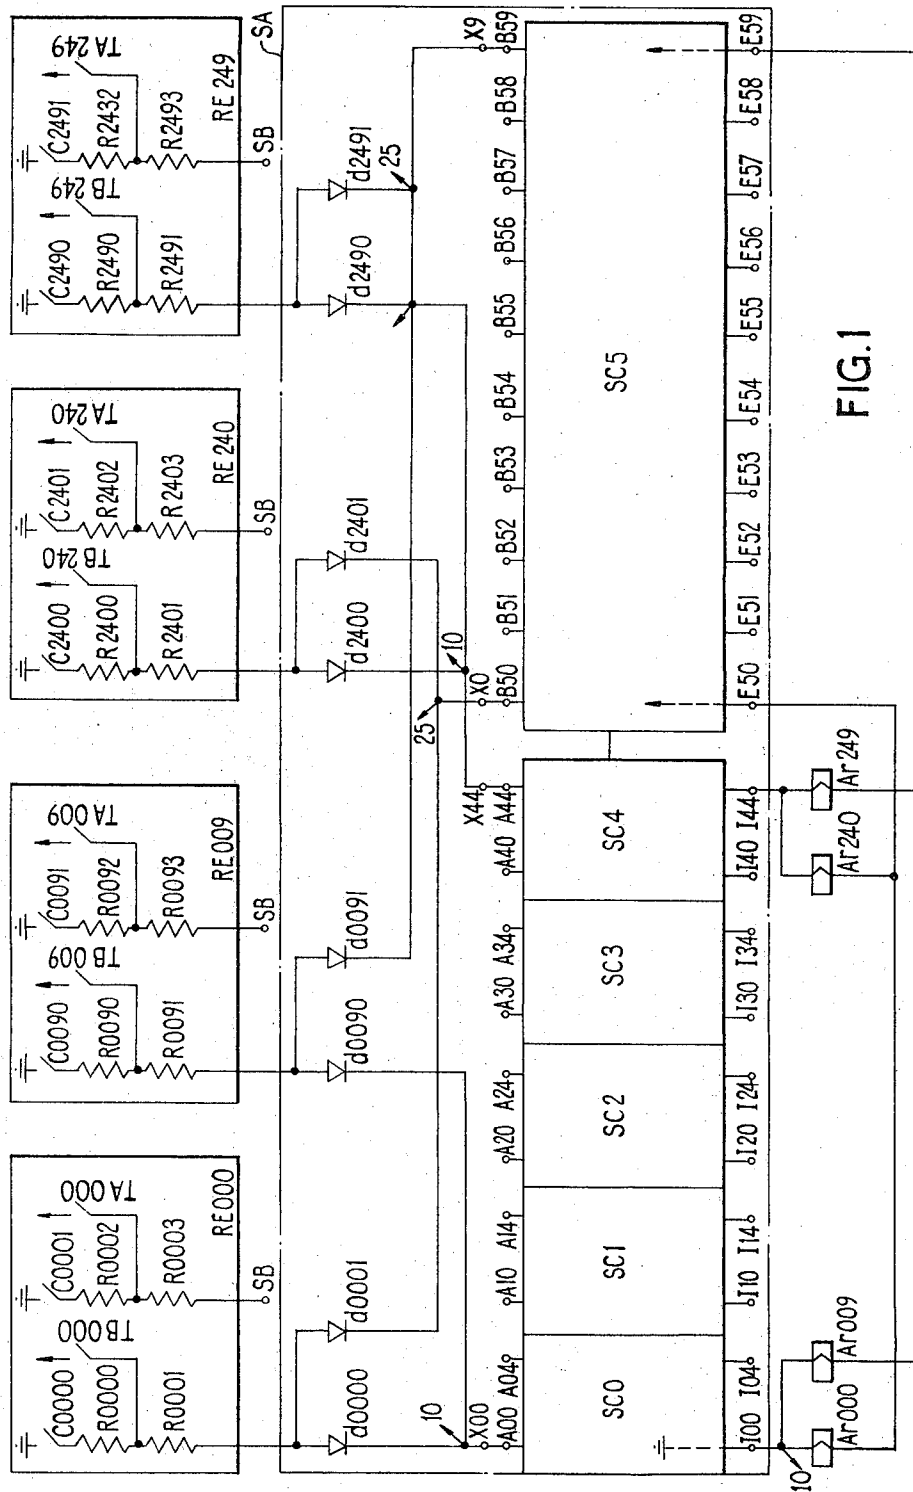 C0000
R0000
R0001
TB000
C0001
R0002
R0003
TA000
RE000
SB
C0090
R0090
R0091
TB009
C0091
R0092
R0093
TA009
RE009
SB
C2400
R2400
R2401
TB240
C2401
R2402
R2403
TA240
RE240
SB
C2490
R2490
R2491
TB249
C2491
R2432
R2493
TA249
RE249
SB
SA
d0000
d0001
d0090
d0091
d2400
d2401
d2490
d2491
10
25
10
25
X00
X44
X0
X9
A00 A04 A10 A14 A20 A24 A30 A34 A40 A44
B50 B51 B52 B53 B54 B55 B56 B57 B58 B59
SC0 SC1 SC2 SC3 SC4 SC5
I00 I04 I10 I14 I20 I24 I30 I34 I40 I44
E50 E51 E52 E53 E54 E55 E56 E57 E58 E59
10
Ar000
Ar009
Ar240
Ar249
FIG.1